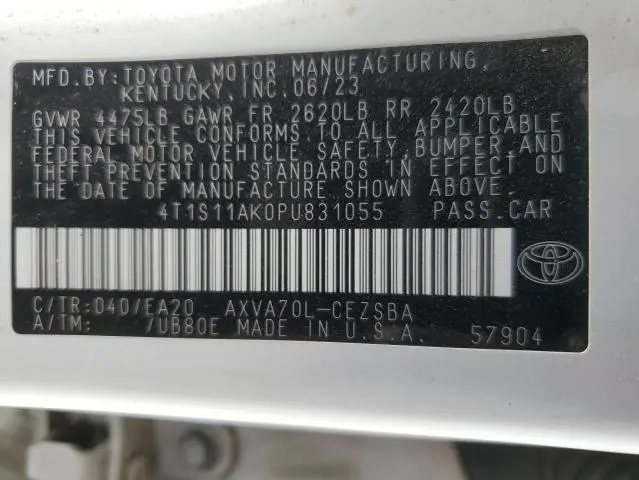 MFD.BY: TOYOTA MOTOR MANUFACTURING,
KENTUCKY, INC. 06/23
GVWR 4475LB GAWR FR 2620LB RR 2420LB
THIS VEHICLE CONFORMS TO ALL APPLICABLE
FEDERAL MOTOR VEHICLE SAFETY BUMPER, AND
THEFT PREVENTION STANDARDS IN EFFECT ON
THE DATE OF MANUFACTURE SHOWN ABOVE.
4T1S11AK0PU831055 PASS.CAR
C/TR: 040/EA20 AXVA70L-CEZSBA
A/TM: /UB80E MADE IN U.S.A. 57904